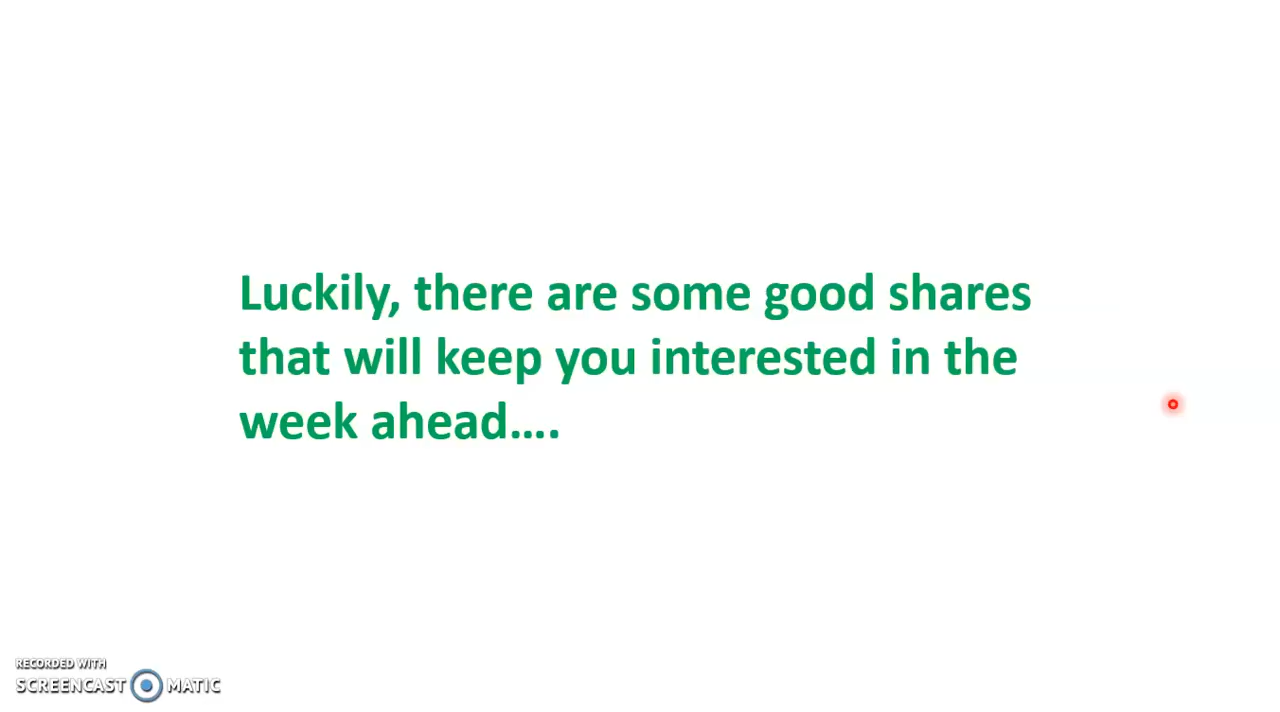 Luckily, there are some good shares
that will keep you interested in the
week ahead….
RECORDED WITH
SCREENCAST MATIC